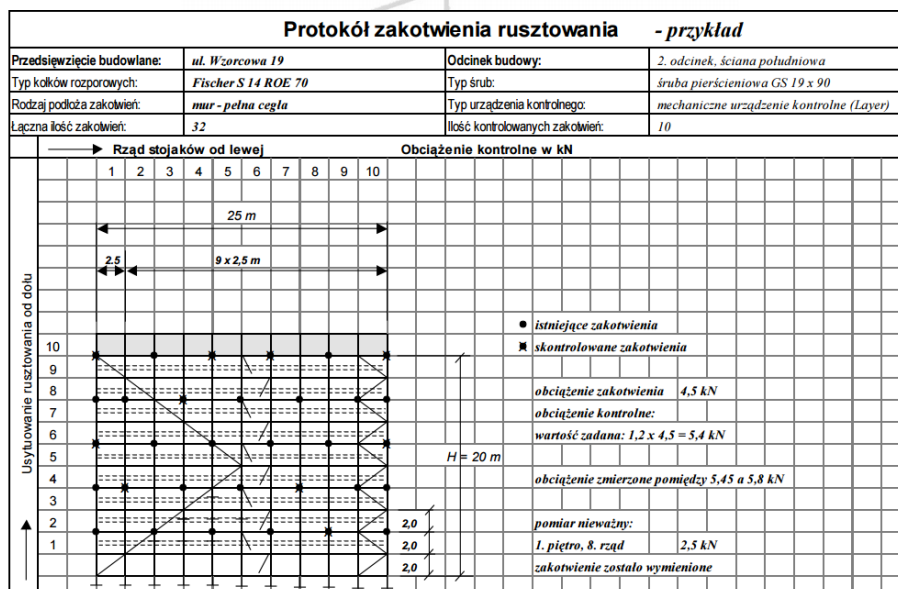 Protokół zakotwienia rusztowania - przykład
Przedsięwzięcie budowlane: ul. Wzorcowa 19 Odcinek budowy: 2. odcinek, ściana południowa
Typ kołków rozporowych: Fischer S 14 ROE 70 Typ śrub: śruba pierścieniowa GS 19 x 90
Rodzaj podłoża zakotwień: mur - pełna cegła Typ urządzenia kontrolnego: mechaniczne urządzenie kontrolne (Layer)
Łączna ilość zakotwień: 32 Ilość kontrolowanych zakotwień: 10
Rząd stojaków od lewej Obciążenie kontrolne w kN
1 2 3 4 5 6 7 8 9 10
25 m
2.5 9 x 2,5 m
Usytuowanie rusztowania od dołu
istniejące zakotwienia
10 skontrolowane zakotwienia
9
8 obciążenie zakotwienia 4,5 kN
7 obciążenie kontrolne:
6 wartość zadana: 1,2 x 4,5 = 5,4 kN
5 H = 20 m
4 obciążenie zmierzone pomiędzy 5,45 a 5,8 kN
3
2 2,0 pomiar nieważny:
1 2,0 1. piętro, 8. rząd 2,5 kN
2,0 zakotwienie zostało wymienione